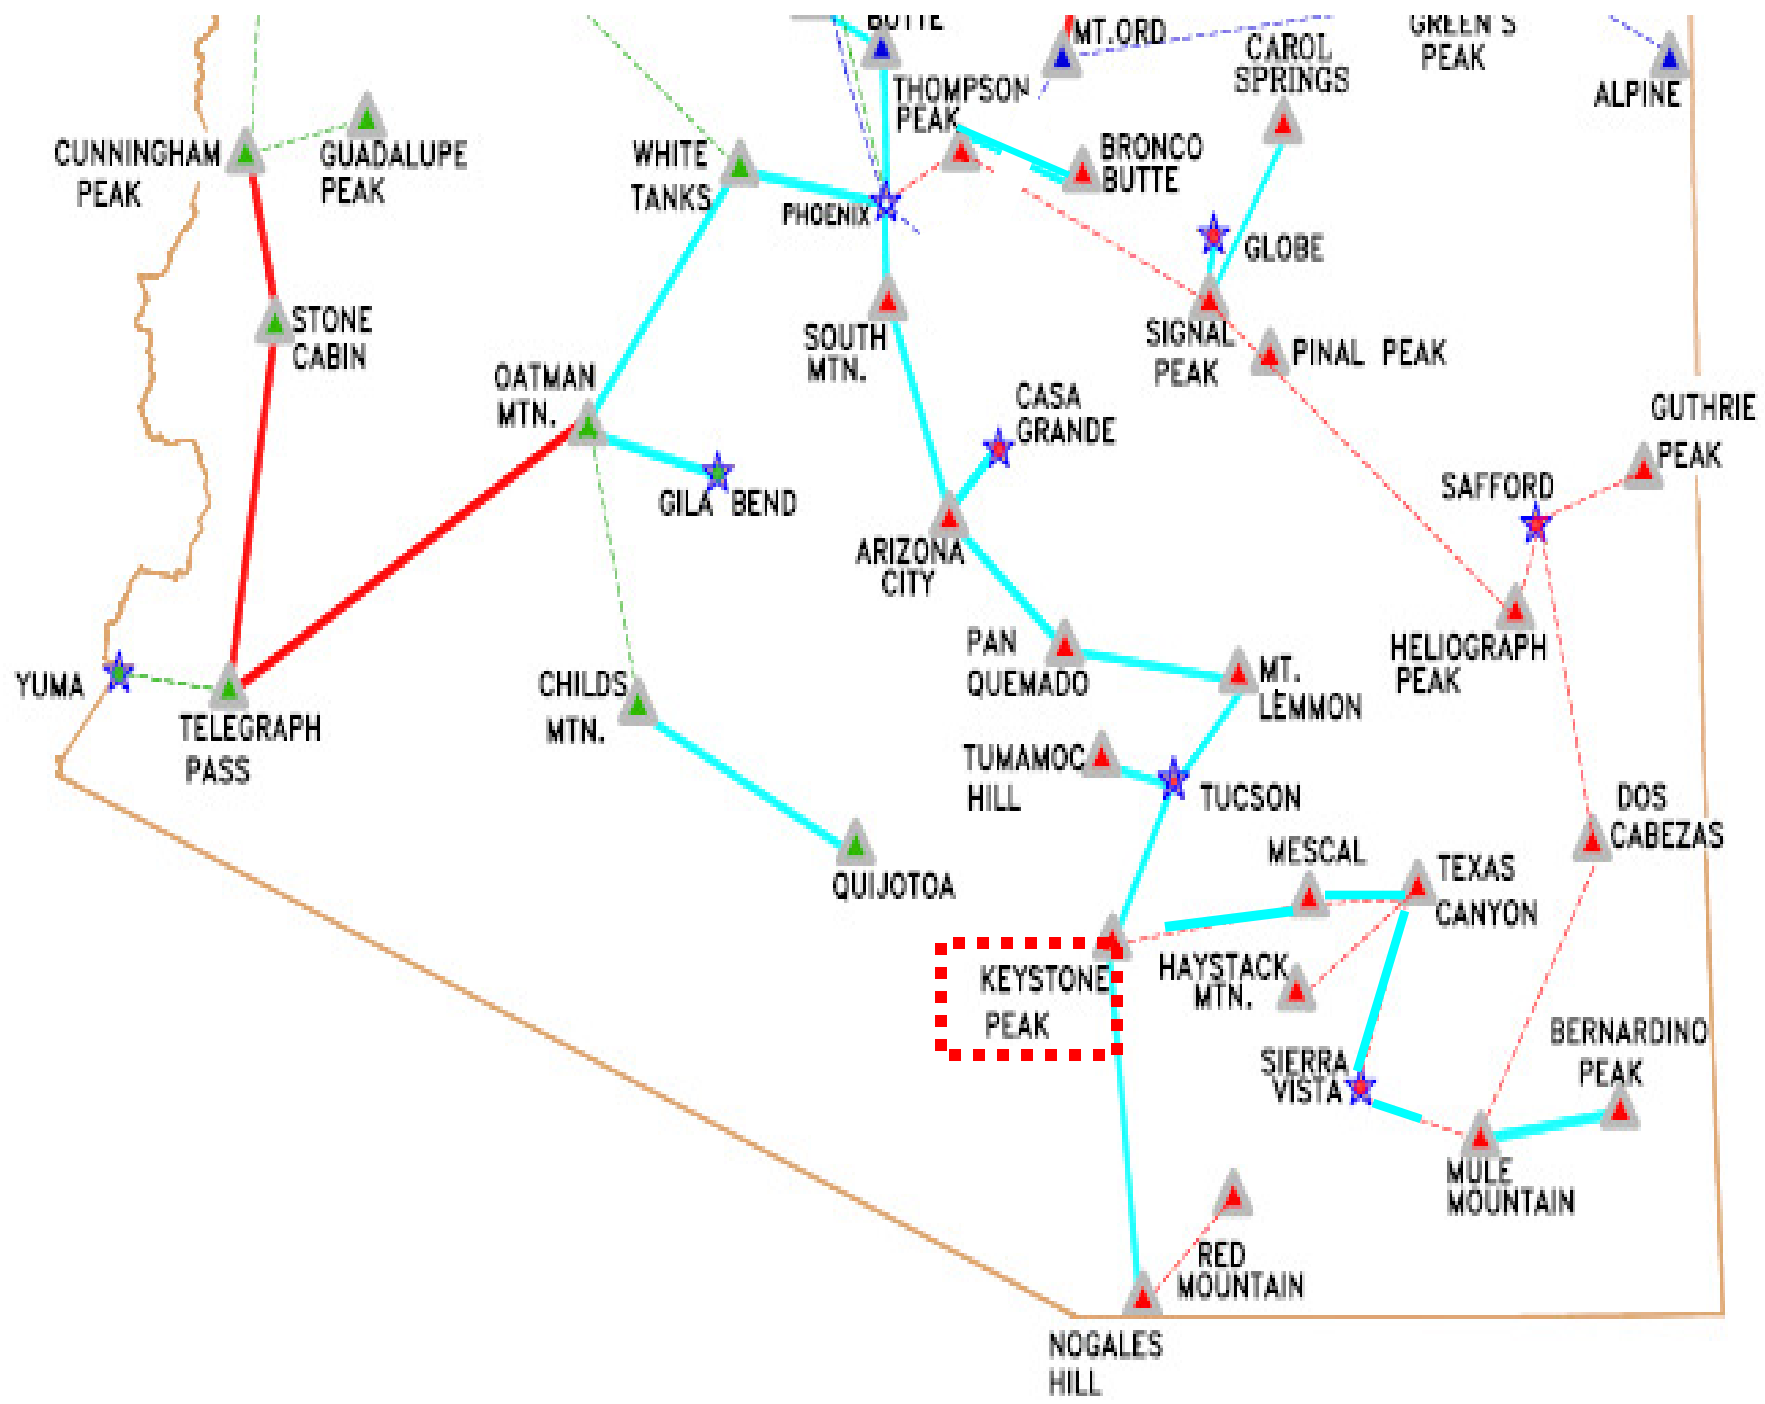 BUTTE
MT.ORD
GREEN'S
PEAK
CAROL
SPRINGS
ALPINE
THOMPSON
PEAK
CUNNINGHAM
PEAK
GUADALUPE
PEAK
WHITE
TANKS
BRONCO
BUTTE
PHOENIX
GLOBE
STONE
CABIN
SOUTH
MTN.
SIGNAL
PEAK
PINAL PEAK
OATMAN
MTN.
CASA
GRANDE
GUTHRIE
PEAK
GILA BEND
SAFFORD
ARIZONA
CITY
PAN
QUEMADO
HELIOGRAPH
PEAK
YUMA
TELEGRAPH
PASS
CHILDS
MTN.
MT.
LEMMON
TUMAMOC
HILL
TUCSON
DOS
CABEZAS
QUIJOTOA
MESCAL
TEXAS
CANYON
KEYSTONE
PEAK
HAYSTACK
MTN.
SIERRA
VISTA
BERNARDINO
PEAK
MULE
MOUNTAIN
RED
MOUNTAIN
NOGALES
HILL